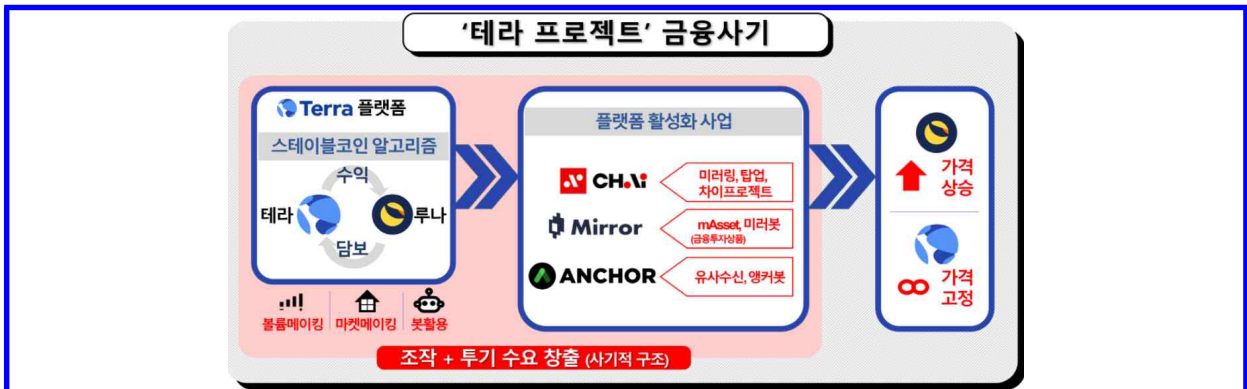 ‘테라 프로젝트’ 금융사기
Terra 플랫폼
스테이블코인 알고리즘
수익
테라
루나
담보
볼륨메이킹
마켓메이킹
봇활용
플랫폼 활성화 사업
CHAI
미러링, 탑업,
차이프로젝트
Mirror
mAsset, 미러봇
(금융투자상품)
ANCHOR
유사수신, 앵커봇
조작 + 투기 수요 창출 (사기적 구조)
가격
상승
가격
고정